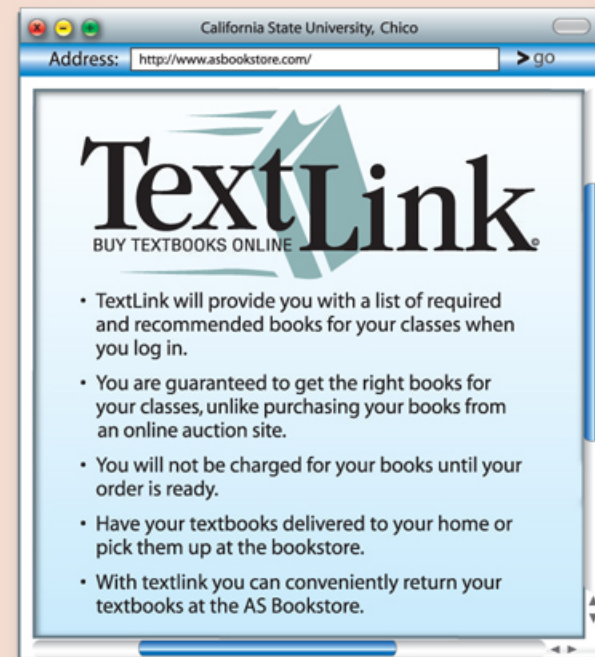 California State University, Chico
Address: http://www.asbookstore.com/ > go
TextLink®
BUY TEXTBOOKS ONLINE
• TextLink will provide you with a list of required
and recommended books for your classes when
you log in.
• You are guaranteed to get the right books for
your classes, unlike purchasing your books from
an online auction site.
• You will not be charged for your books until your
order is ready.
• Have your textbooks delivered to your home or
pick them up at the bookstore.
• With textlink you can conveniently return your
textbooks at the AS Bookstore.